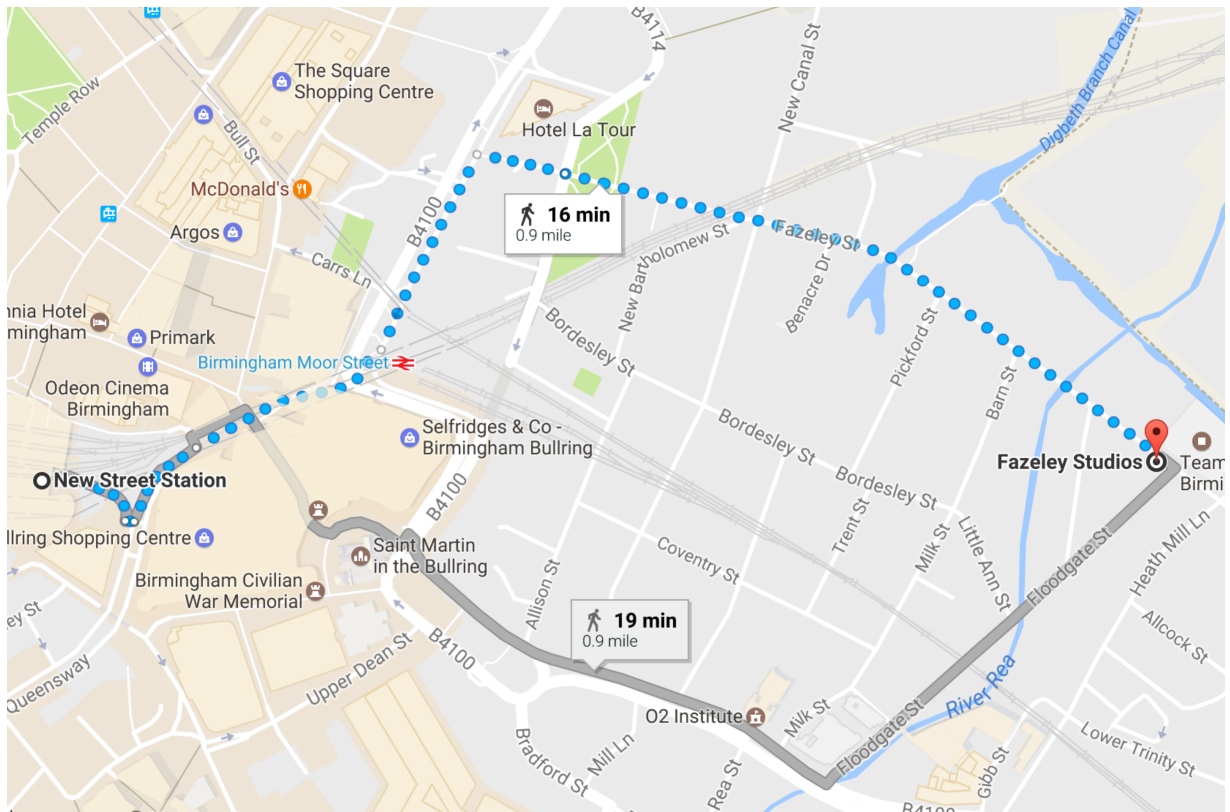 B4114
New Canal St
Digbeth Branch Canal
The Square
Shopping Centre
Temple Row
Bull St
Hotel La Tour
McDonald's
16 min
0.9 mile
B4100
Argos
Fazeley St
Carrs Ln
New Bartholomew St
Benacre Dr
nnia Hotel
mingham
Primark
Bordesley St
Pickford St
Birmingham Moor Street
Odeon Cinema
Birmingham
Barn St
Selfridges & Co -
Birmingham Bullring
Bordesley St
Fazeley Studios
Team
Birmi
New Street Station
B4100
Bordesley St
llring Shopping Centre
Trent St
Milk St
Little Ann St
Floodgate St
Heath Mill Ln
Saint Martin
in the Bullring
Coventry St
Birmingham Civilian
War Memorial
Allison St
19 min
0.9 mile
ey St
Allcock St
Queensway
Upper Dean St
B4100
River Rea
O2 Institute
Milk St
Floodgate St
Bradford St
Mill Ln
Rea St
Gibb St
Lower Trinity St
B4100